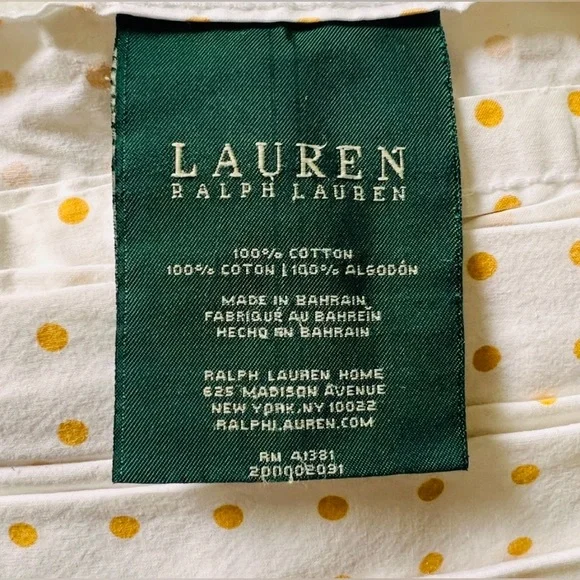 LAUREN
RALPH LAUREN
100% COTTON
100% COTON | 100% ALGODÓN
MADE IN BAHRAIN
FABRIQUÉ AU BAHREÏN
HECHO EN BAHRAIN
RALPH LAUREN HOME
625 MADISON AVENUE
NEW YORK, NY 10022
RALPHLAUREN.COM
RN 41381
200002091